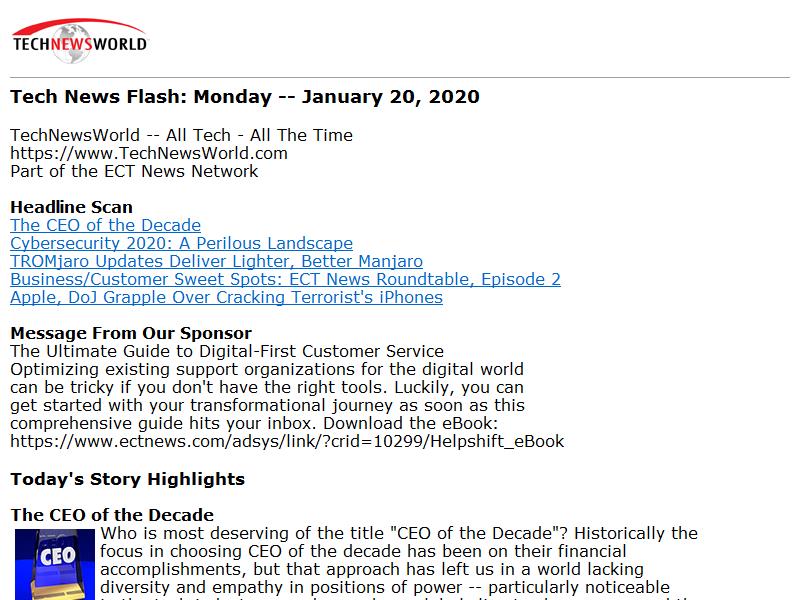 TECHNEWSWORLD
Tech News Flash: Monday -- January 20, 2020
TechNewsWorld -- All Tech - All The Time
https://www.TechNewsWorld.com
Part of the ECT News Network
Headline Scan
The CEO of the Decade
Cybersecurity 2020: A Perilous Landscape
TROMjaro Updates Deliver Lighter, Better Manjaro
Business/Customer Sweet Spots: ECT News Roundtable, Episode 2
Apple, DoJ Grapple Over Cracking Terrorist's iPhones
Message From Our Sponsor
The Ultimate Guide to Digital-First Customer Service
Optimizing existing support organizations for the digital world
can be tricky if you don't have the right tools. Luckily, you can
get started with your transformational journey as soon as this
comprehensive guide hits your inbox. Download the eBook:
https://www.ectnews.com/adsys/link/?crid=10299/Helpshift_eBook
Today's Story Highlights
The CEO of the Decade
CEO
Who is most deserving of the title "CEO of the Decade"? Historically the
focus in choosing CEO of the decade has been on their financial
accomplishments, but that approach has left us in a world lacking
diversity and empathy in positions of power -- particularly noticeable